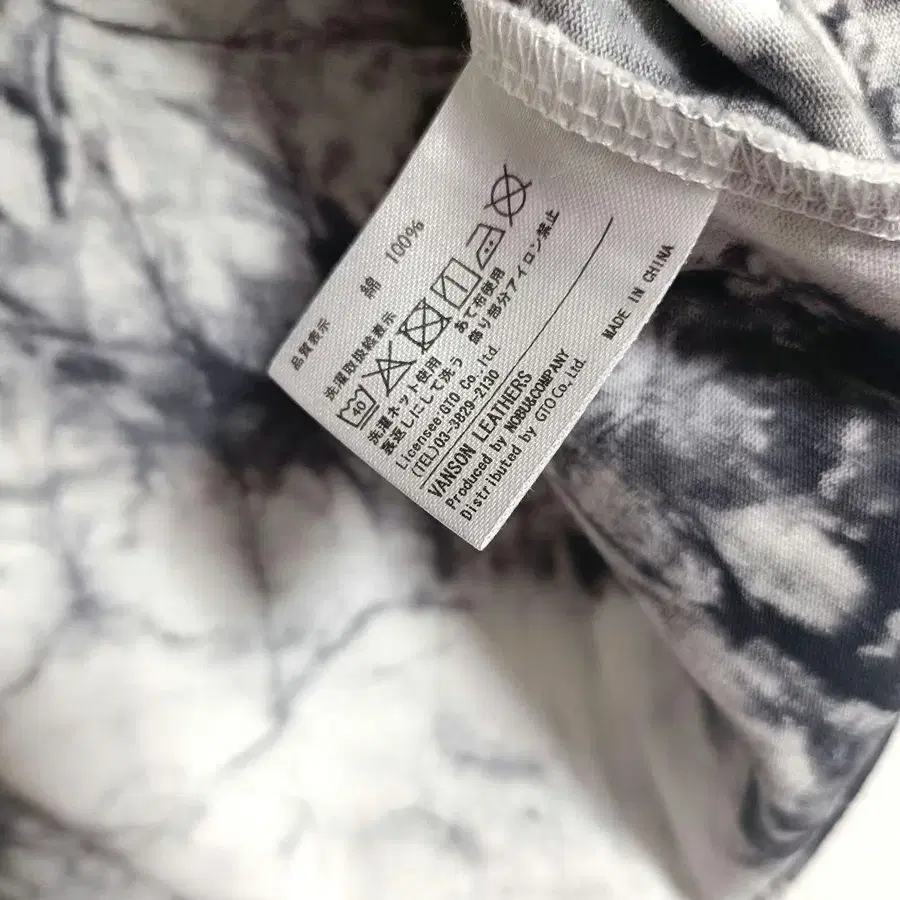 品質表示
綿 100%
洗濯取扱絵表示
40
洗濯ネット使用 あて布使用
裏返しにして洗う 飾り部分アイロン禁止
Licensee:GTO Co.,ltd.
(TEL)03-3829-2130
VANSON LEATHERS
Produced by NOBU&COMPANY
Distributed by GTO Co., Ltd.
MADE IN CHINA